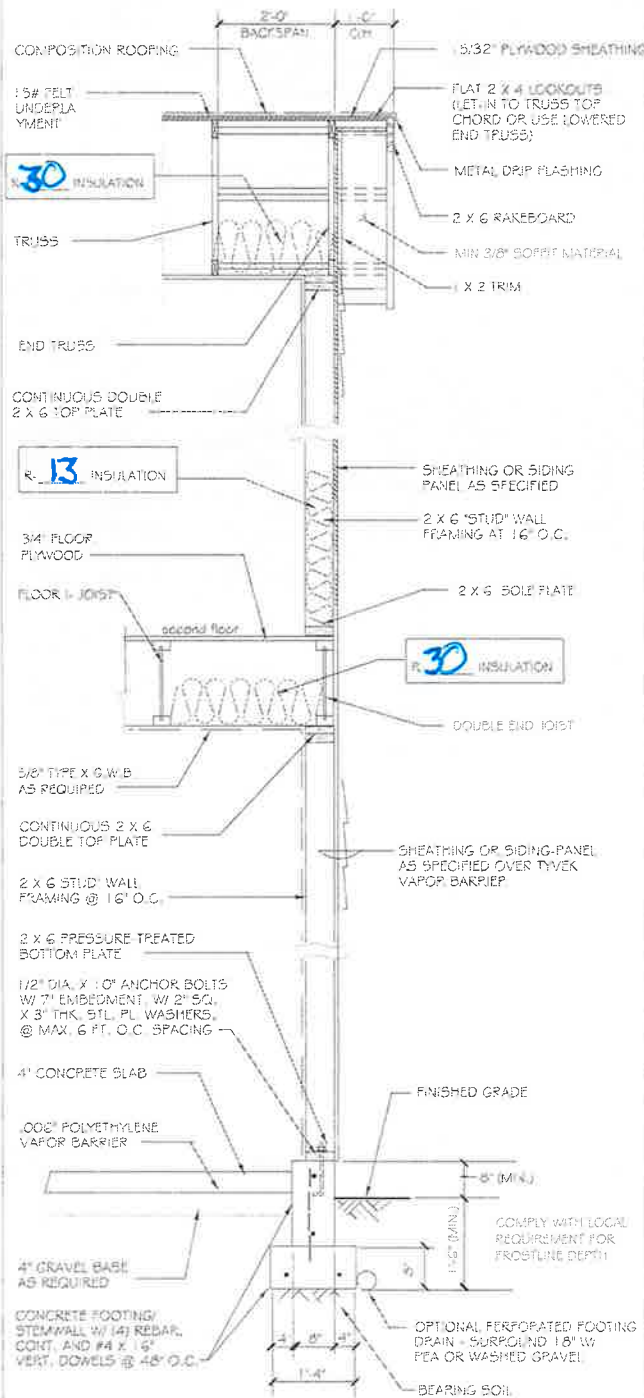 2'-0"
BACKSPAN
1'-0"
O.H.
COMPOSITION ROOFING
15/32" PLYWOOD SHEATHING
15# FELT
UNDERLA
YMENT
FLAT 2 X 4 LOOKOUTS
(LET-IN TO TRUSS TOP
CHORD OR USE LOWERED
END TRUSS)
METAL DRIP FLASHING
R-30 INSULATION
2 X 6 RAKEBOARD
TRUSS
MIN 3/8" SOFFIT MATERIAL
1 X 2 TRIM
END TRUSS
CONTINUOUS DOUBLE
2 X 6 TOP PLATE
R-13 INSULATION
SHEATHING OR SIDING
PANEL AS SPECIFIED
2 X 6 "STUD" WALL
FRAMING AT 16" O.C.
3/4" FLOOR
PLYWOOD
FLOOR I-JOIST
2 X 6 SOLE PLATE
second floor
R-30 INSULATION
DOUBLE END JOIST
5/8" TYPE X G.W.B
AS REQUIRED
CONTINUOUS 2 X 6
DOUBLE TOP PLATE
SHEATHING OR SIDING-PANEL
AS SPECIFIED OVER TYVEK
VAPOR BARRIER
2 X 6 STUD" WALL
FRAMING @ 16" O.C.
2 X 6 PRESSURE-TREATED
BOTTOM PLATE
1/2" DIA. X 10" ANCHOR BOLTS
W/ 7" EMBEDMENT, W/ 2" SQ.
X 3" THK. STL. PL. WASHERS,
@ MAX. 6 FT. O.C. SPACING
4" CONCRETE SLAB
FINISHED GRADE
.006" POLYETHYLENE
VAPOR BARRIER
8" (MIN.)
1'-6" (MIN.)
COMPLY WITH LOCAL
REQUIREMENT FOR
FROSTLINE DEPTH
4" GRAVEL BASE
AS REQUIRED
8"
CONCRETE FOOTING/
STEMWALL W/ (4) REBAR,
CONT. AND #4 X 16"
VERT. DOWELS @ 48" O.C.
4" 8" 4"
1'-4"
OPTIONAL PERFORATED FOOTING
DRAIN - SURROUND 18" W/
PEA OR WASHED GRAVEL
BEARING SOIL